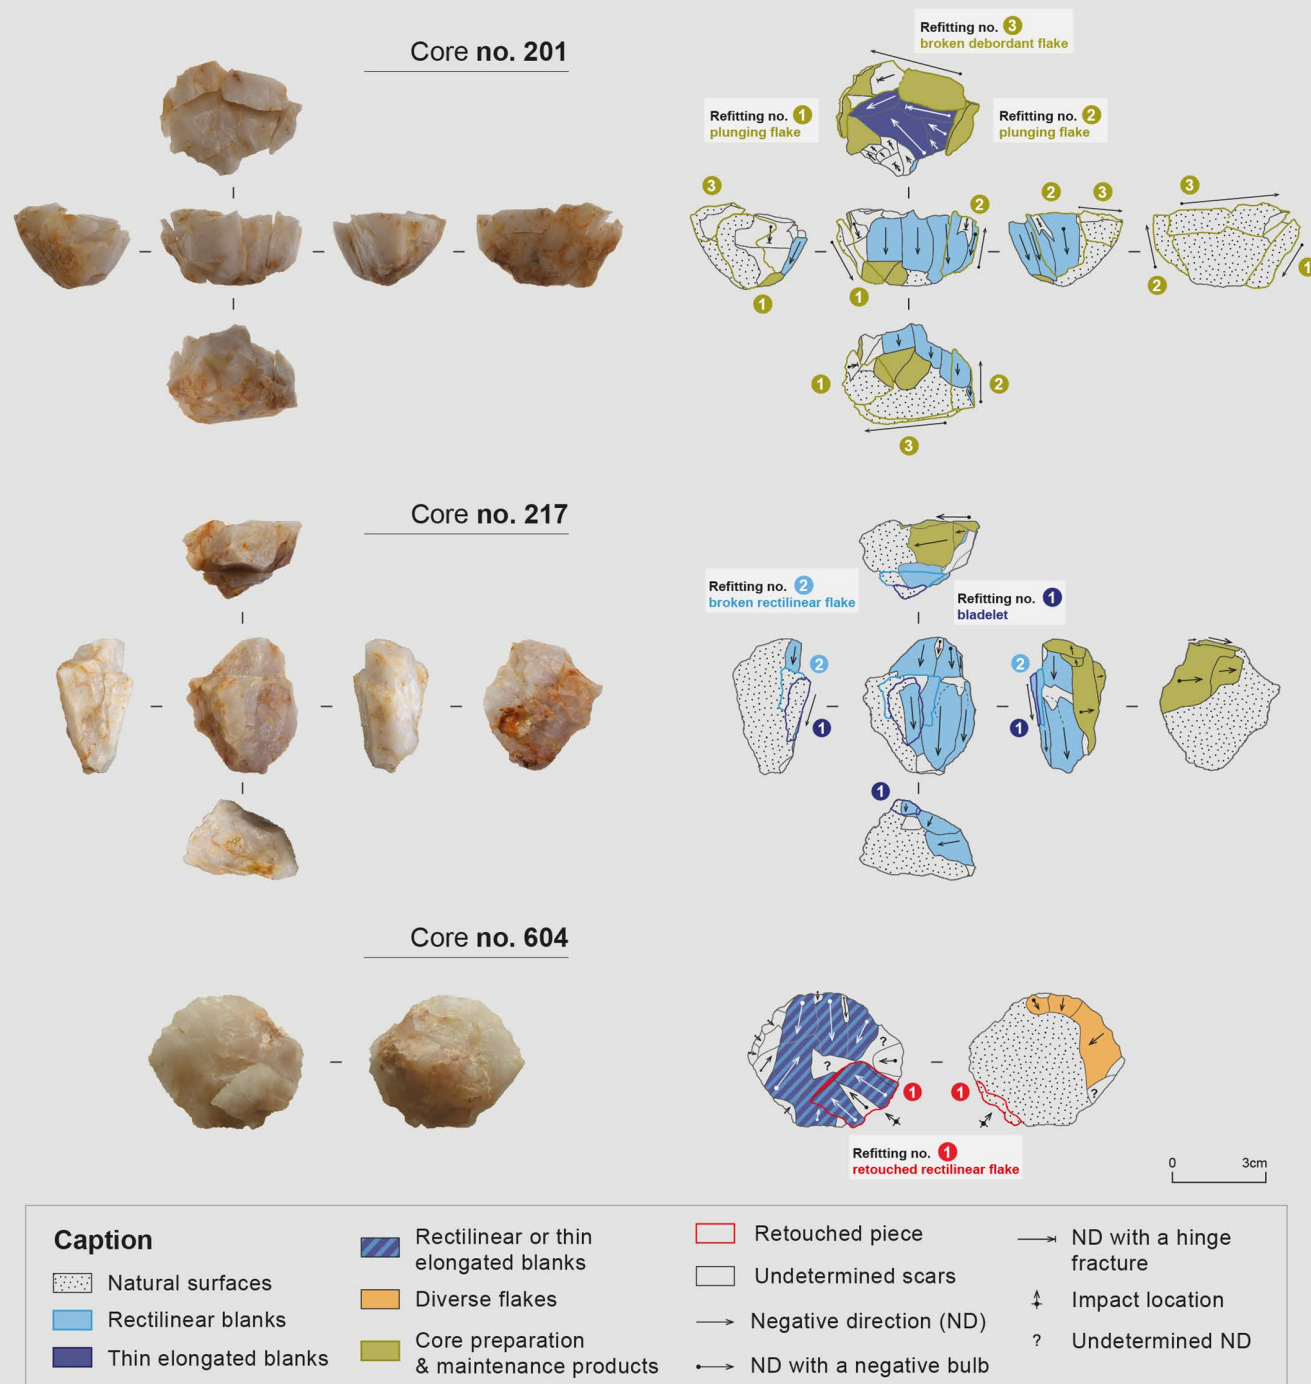 Core no. 201
Refitting no. 3
broken debordant flake
Refitting no. 1
plunging flake
Refitting no. 2
plunging flake
3
2
2
3
3
1
1
2
1
1
2
3
Core no. 217
Refitting no. 2
broken rectilinear flake
Refitting no. 1
bladelet
2
1
2
1
1
Core no. 604
?
?
1
1
?
Refitting no. 1
retouched rectilinear flake
0 3cm
Caption
Natural surfaces
Rectilinear blanks
Thin elongated blanks
Rectilinear or thin
elongated blanks
Diverse flakes
Core preparation
& maintenance products
Retouched piece
Undetermined scars
Negative direction (ND)
ND with a negative bulb
ND with a hinge
fracture
Impact location
? Undetermined ND